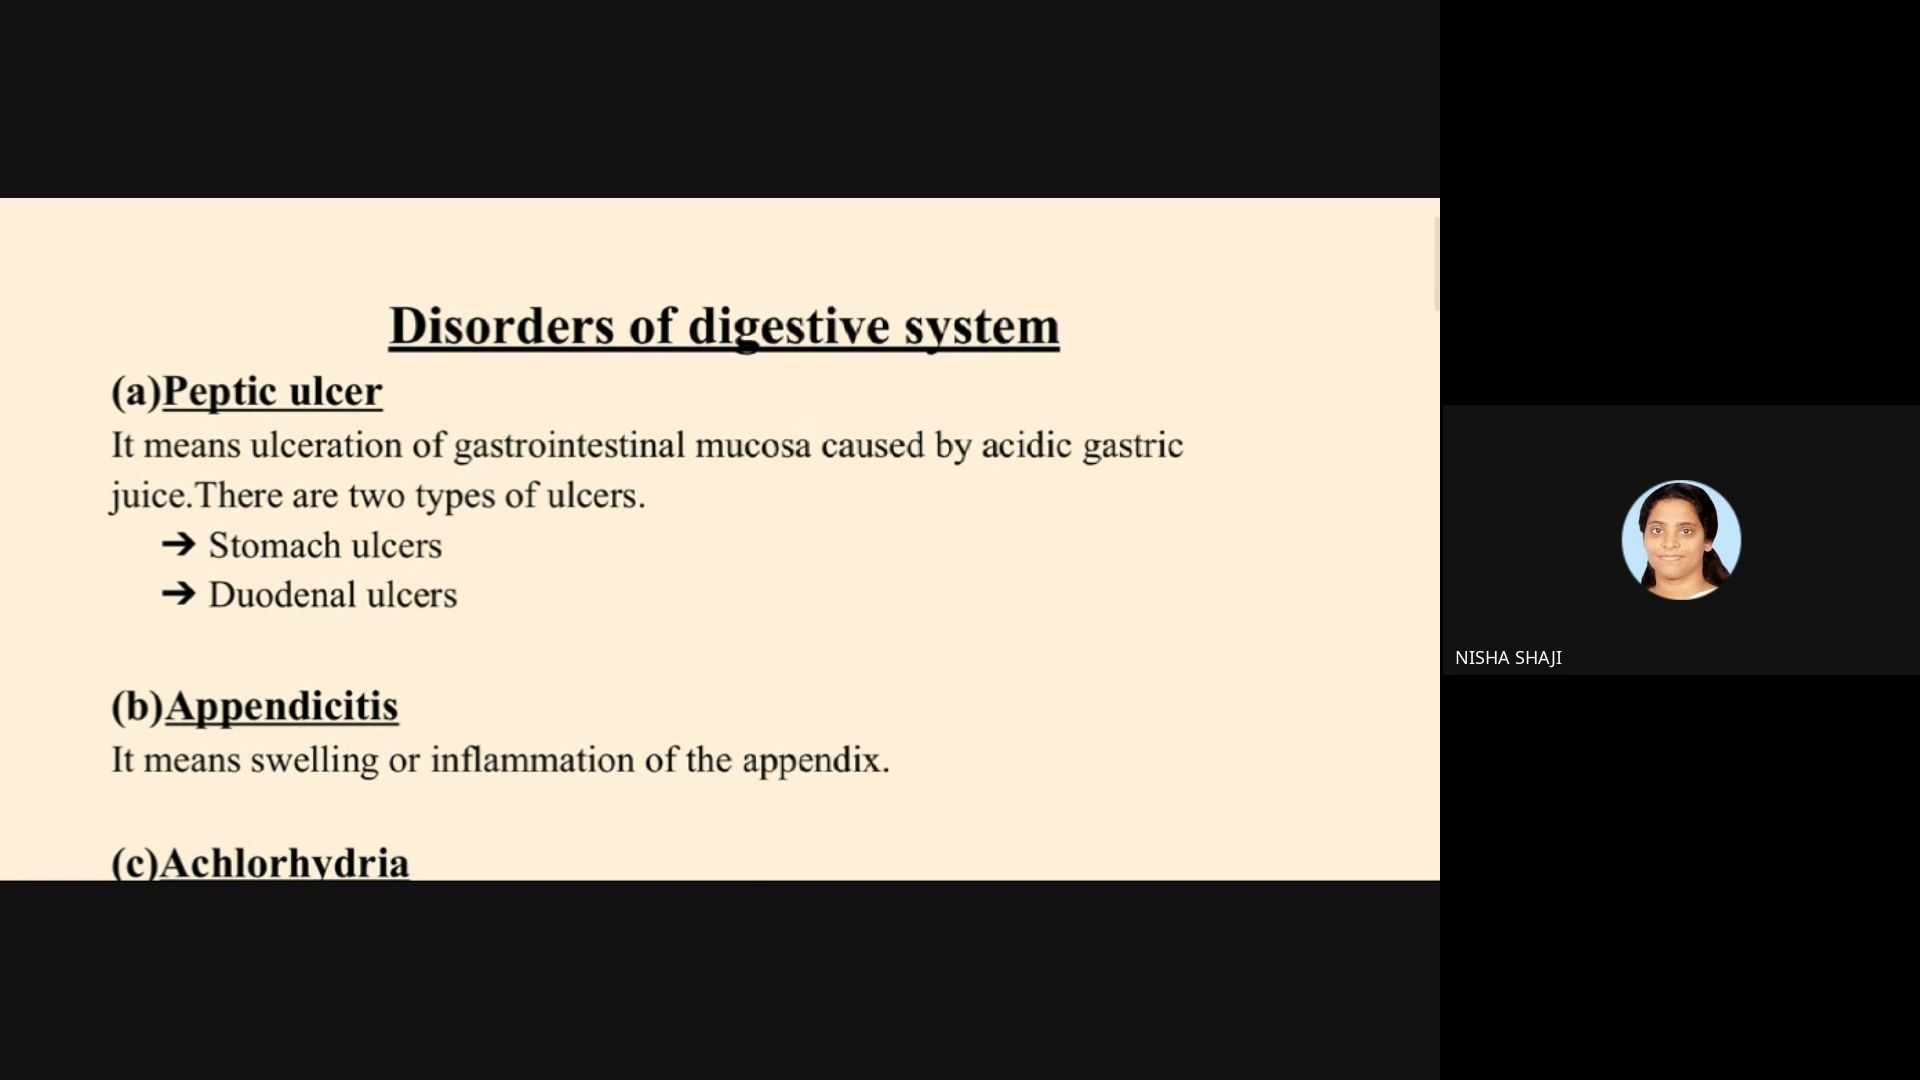 Disorders of digestive system
(a)Peptic ulcer
It means ulceration of gastrointestinal mucosa caused by acidic gastric
juice.There are two types of ulcers.
➔ Stomach ulcers
➔ Duodenal ulcers
(b)Appendicitis
It means swelling or inflammation of the appendix.
(c)Achlorhydria
NISHA SHAJI